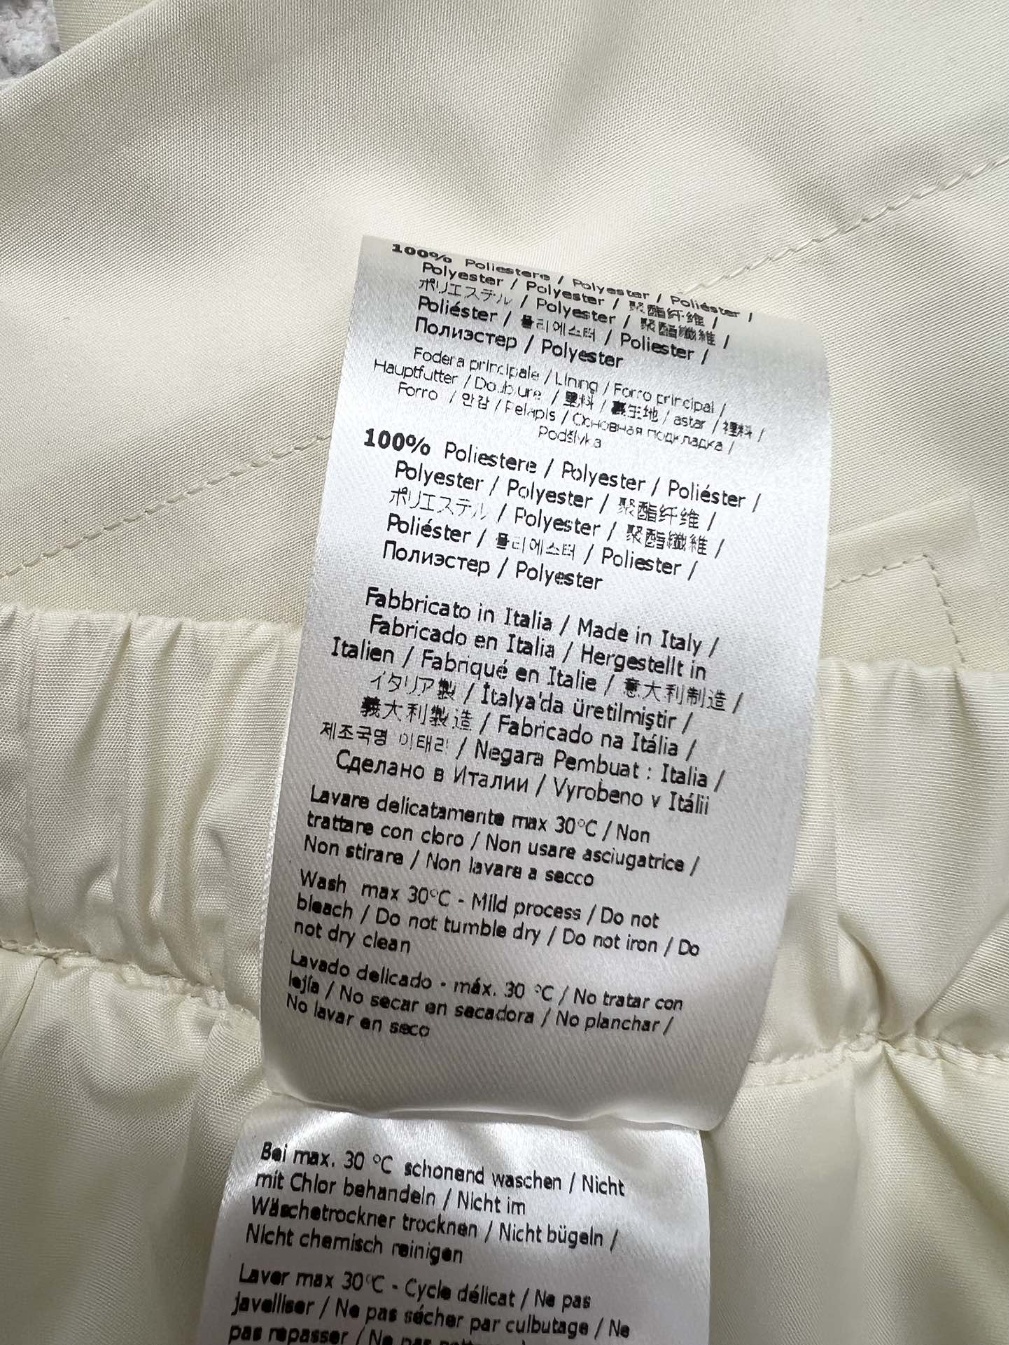 100% Poliestere / Polyester / Poliéster /
Polyester / Polyester / 聚酯纤维 /
ポリエステル / Polyester / 聚酯纖維 /
Poliéster / 폴리에스터 / Poliester /
Полиэстер / Polyester
Fodera principale / Lining / Forro principal /
Hauptfutter / Doublure / 里料 / 裏生地 / astar / 裡料 /
Forro / 안감 / Pelapis / Основная подкладка /
Podšívka
100% Poliestere / Polyester / Poliéster /
Polyester / Polyester / 聚酯纤维 /
ポリエステル / Polyester / 聚酯纖維 /
Poliéster / 폴리에스터 / Poliester /
Полиэстер / Polyester
Fabbricato in Italia / Made in Italy /
Fabricado en Italia / Hergestellt in
Italien / Fabriqué en Italie / 意大利制造 /
イタリア製 / İtalya'da üretilmiştir /
義大利製造 / Fabricado na Itália /
제조국명 이태리 / Negara Pembuat : Italia /
Сделано в Италии / Vyrobeno v Itálii
Lavare delicatamente max 30°C / Non
trattare con cloro / Non usare asciugatrice /
Non stirare / Non lavare a secco
Wash max 30°C - Mild process / Do not
bleach / Do not tumble dry / Do not iron / Do
not dry clean
Lavado delicado - máx. 30 °C / No tratar con
lejía / No secar en secadora / No planchar /
No lavar en seco
Bei max. 30 °C schonend waschen / Nicht
mit Chlor behandeln / Nicht im
Wäschetrockner trocknen / Nicht bügeln /
Nicht chemisch reinigen
Laver max 30°C - Cycle délicat / Ne pas
javelliser / Ne pas sécher par culbutage / Ne
pas repasser / Ne pas